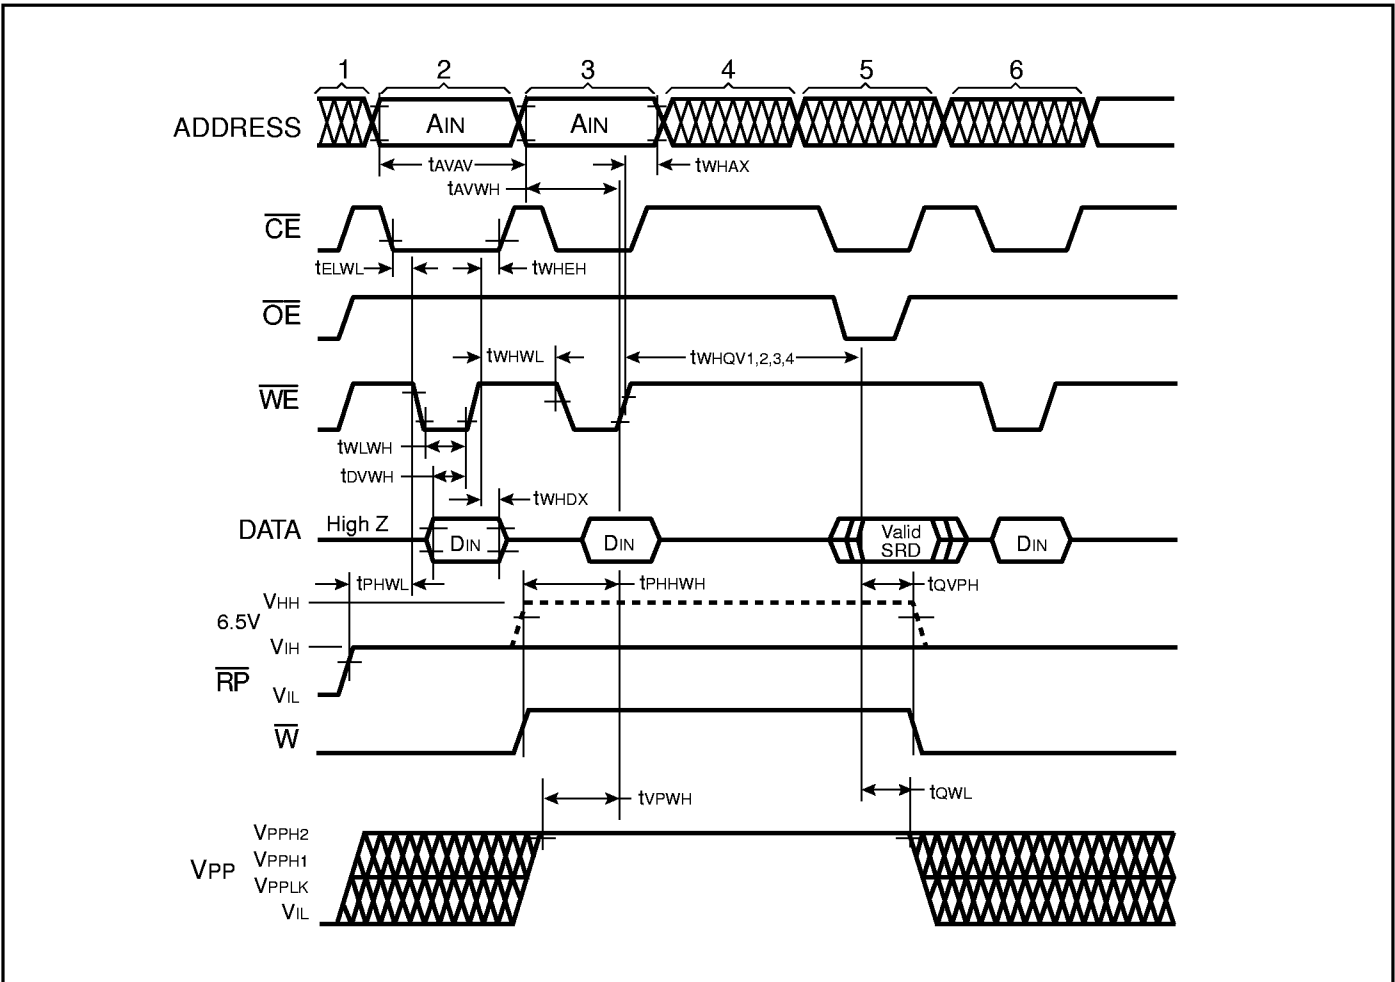 1 2 3 4 5 6
ADDRESS AIN AIN
tAVAV tWHAX
tAVWH
CE
tELWL tWHEH
OE
tWHWL tWHQV1,2,3,4
WE
tWLWH
tDVWH
tWHDX
DATA High Z DIN DIN Valid SRD DIN
tPHWL tPHHWH tQVPH
VHH
6.5V
VIH
RP
VIL
W
tVPWH tQWL
VPPH2
VPP VPPH1
VPPLK
VIL